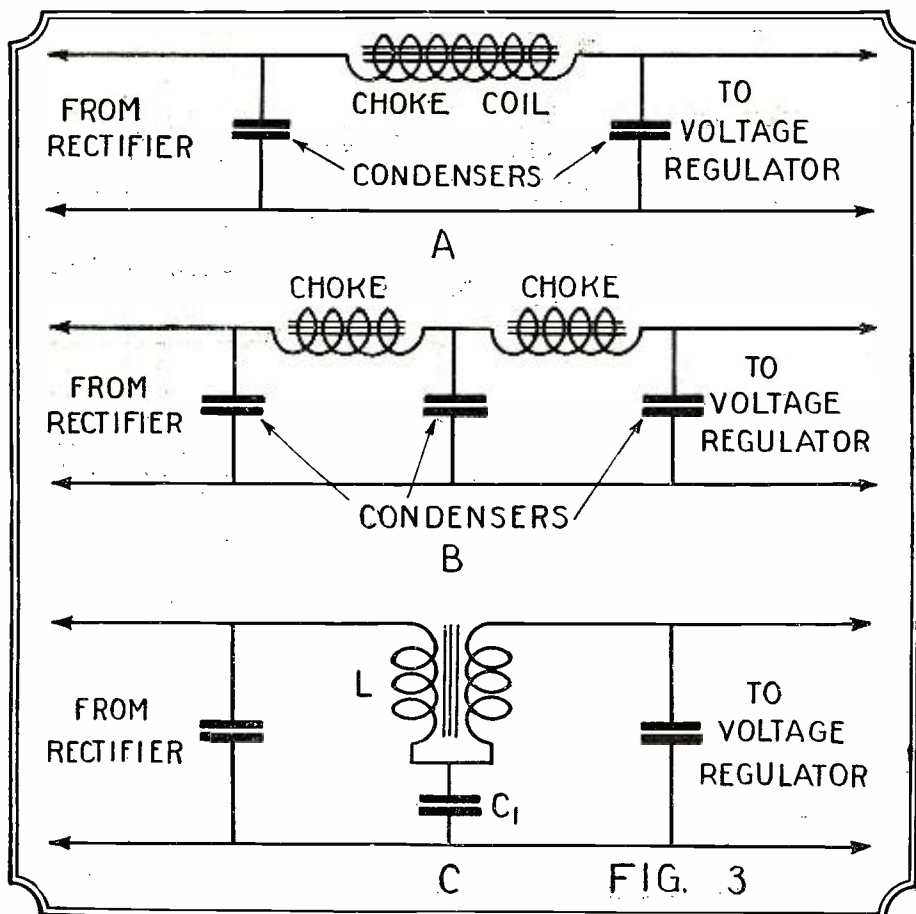 FROM
RECTIFIER
CHOKE COIL
CONDENSERS
TO
VOLTAGE
REGULATOR
A
CHOKE
CHOKE
FROM
RECTIFIER
CONDENSERS
TO
VOLTAGE
REGULATOR
B
FROM
RECTIFIER
L
C1
TO
VOLTAGE
REGULATOR
C
FIG. 3